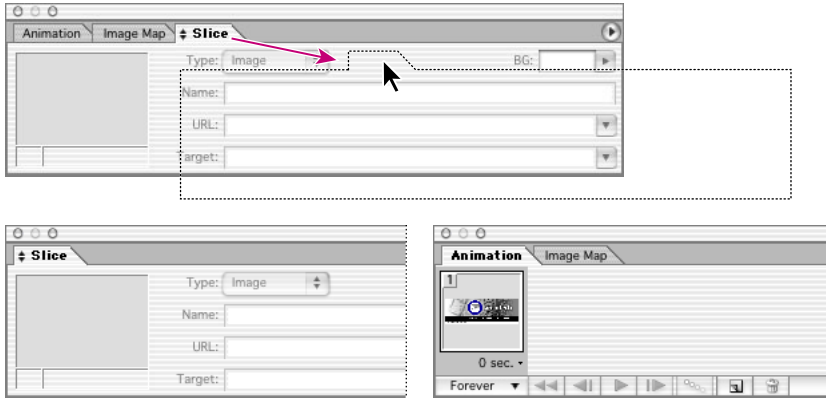 Animation Image Map Slice
Type: Image BG:
Name:
URL:
Target:
Slice
Type: Image
Name:
URL:
Target:
Animation Image Map
1
0 sec.
Forever